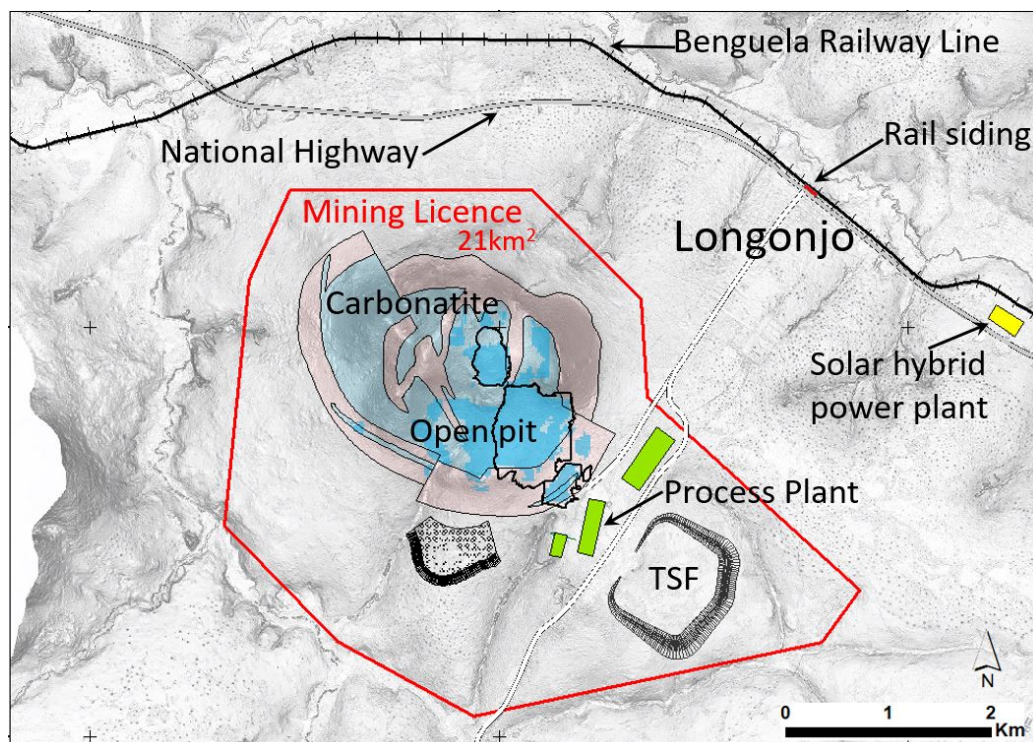 Benguela Railway Line
National Highway
Rail siding
Mining Licence
21km²
Longonjo
Carbonatite
Solar hybrid
power plant
Open pit
Process Plant
TSF
N
0 1 2
Km